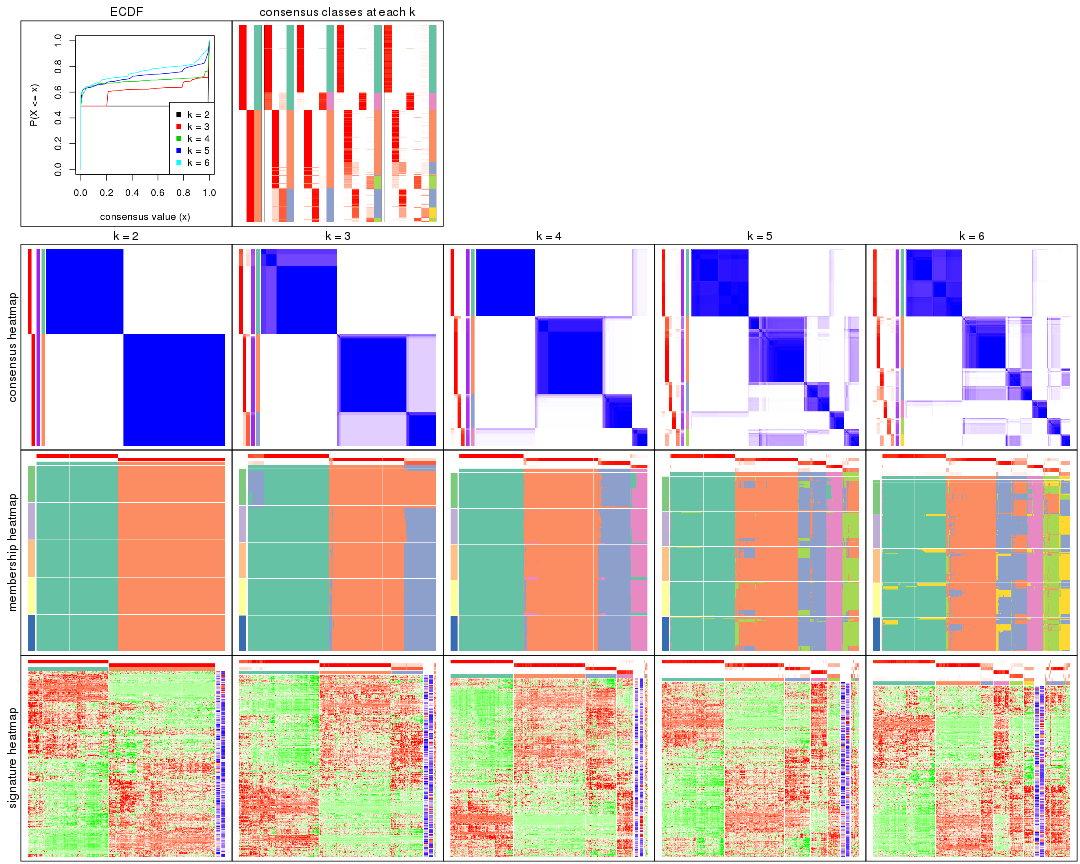 ECDF
consensus classes at each k
P(X <= x)
0.0
0.2
0.4
0.6
0.8
1.0
k = 2
k = 3
k = 4
k = 5
k = 6
0.0 0.2 0.4 0.6 0.8 1.0
consensus value (x)
k = 2
k = 3
k = 4
k = 5
k = 6
consensus heatmap
membership heatmap
signature heatmap